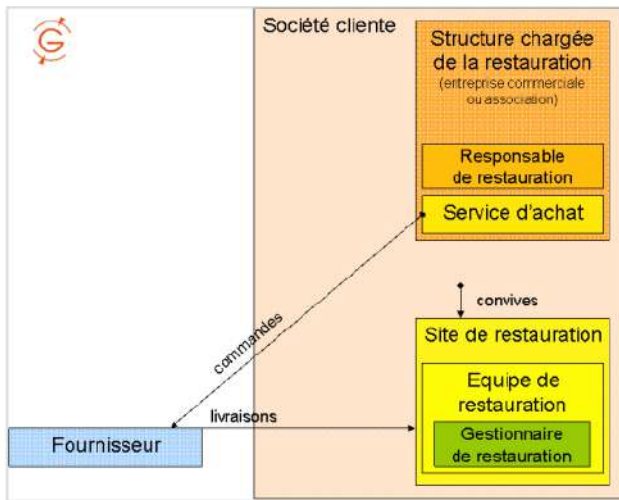 G
Société cliente
Structure chargée
de la restauration
(entreprise commerciale
ou association)
Responsable
de restauration
Service d'achat
commandes
convives
Site de restauration
Equipe de
restauration
Gestionnaire
de restauration
livraisons
Fournisseur